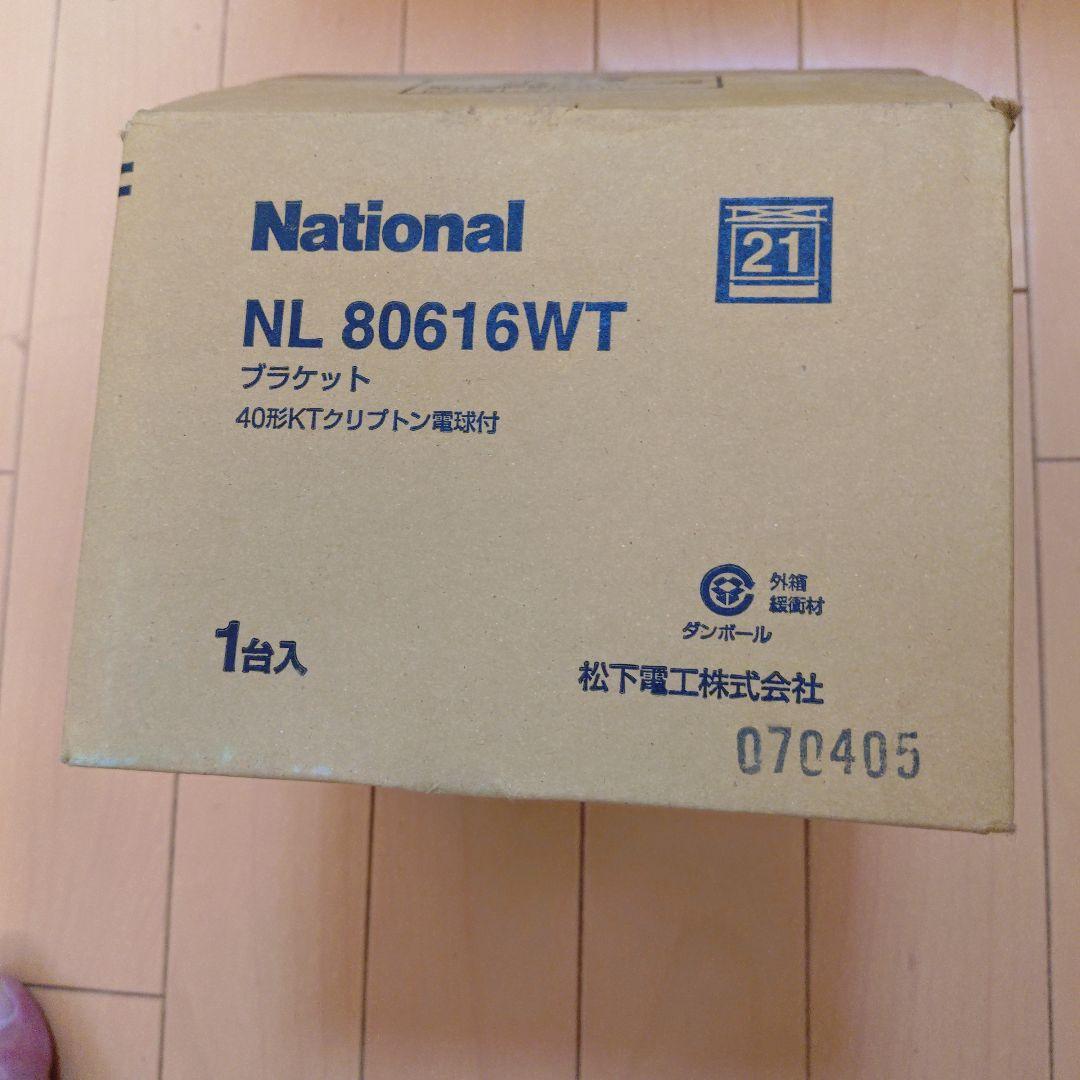 National
21
NL 80616WT
ブラケット
40形KTクリプトン電球付
外箱
緩衝材
ダンボール
1台入
松下電工株式会社
070405